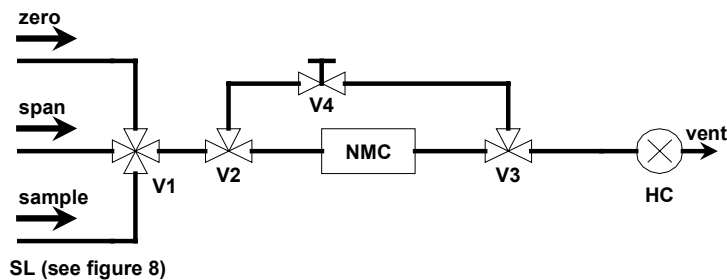 zero
span
sample
V1
V2
V4
NMC
V3
HC
vent
SL (see figure 8)